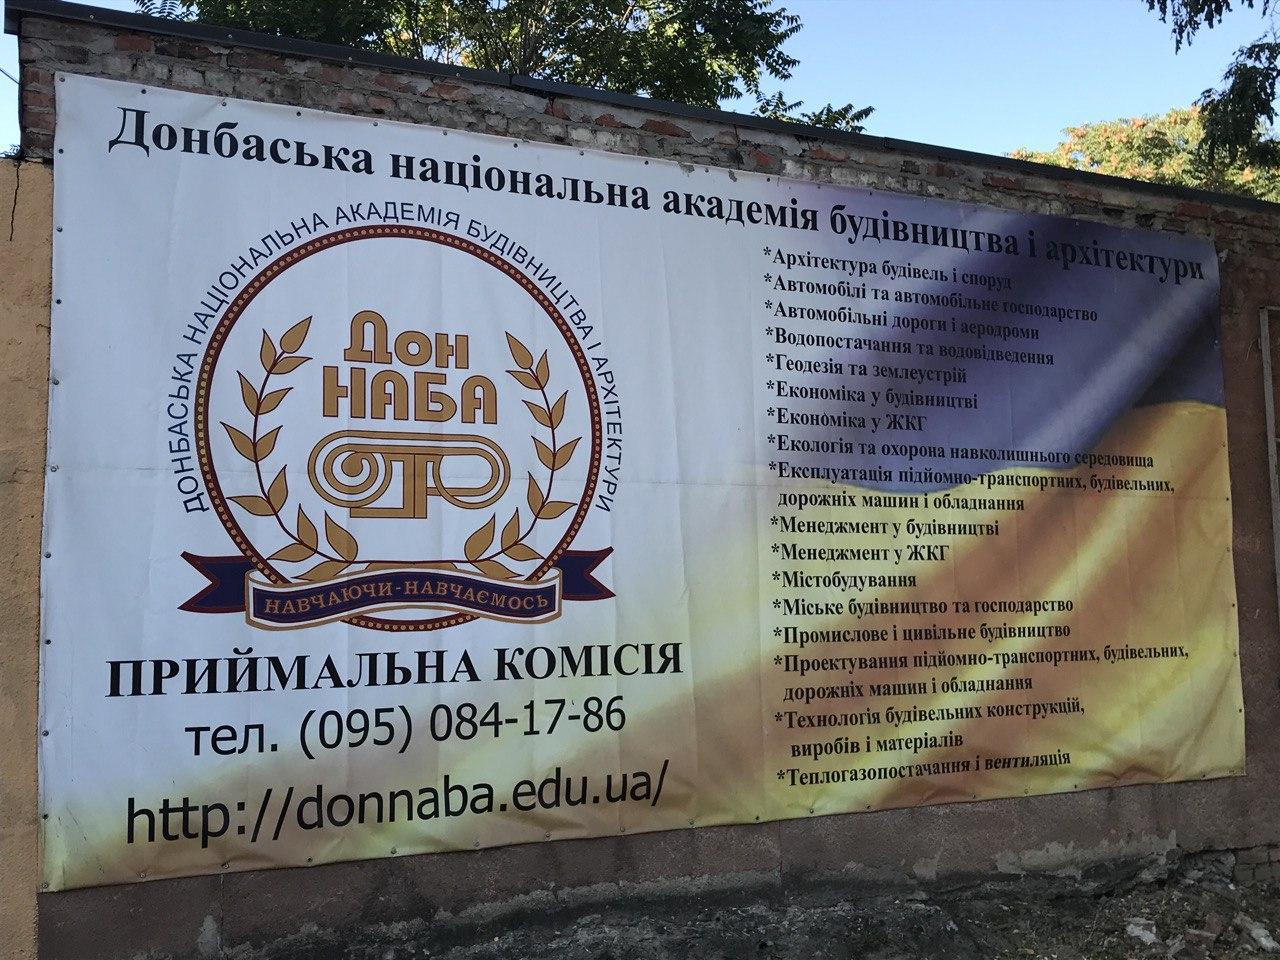 Донбаська національна академія будівництва і архітектури
ДОНБАСЬКА НАЦІОНАЛЬНА АКАДЕМІЯ БУДІВНИЦТВА І АРХІТЕКТУРИ
ДОН
НАБА
НАВЧАЮЧИ-НАВЧАЄМОСЬ
ПРИЙМАЛЬНА КОМІСІЯ
тел. (095) 084-17-86
http://donnaba.edu.ua/
*Архітектура будівель і споруд
*Автомобілі та автомобільне господарство
*Автомобільні дороги і аеродроми
*Водопостачання та водовідведення
*Геодезія та землеустрій
*Економіка у будівництві
*Економіка у ЖКГ
*Екологія та охорона навколишнього середовища
*Експлуатація підйомно-транспортних, будівельних,
дорожніх машин і обладнання
*Менеджмент у будівництві
*Менеджмент у ЖКГ
*Містобудування
*Міське будівництво та господарство
*Промислове і цивільне будівництво
*Проектування підйомно-транспортних, будівельних,
дорожніх машин і обладнання
*Технологія будівельних конструкцій,
виробів і матеріалів
*Теплогазопостачання і вентиляція